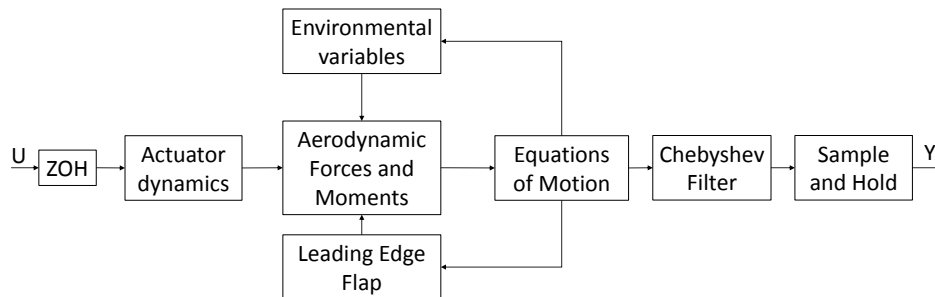 Environmental
variables
U
ZOH
Actuator
dynamics
Aerodynamic
Forces and
Moments
Equations
of Motion
Chebyshev
Filter
Sample
and Hold
Y
Leading Edge
Flap